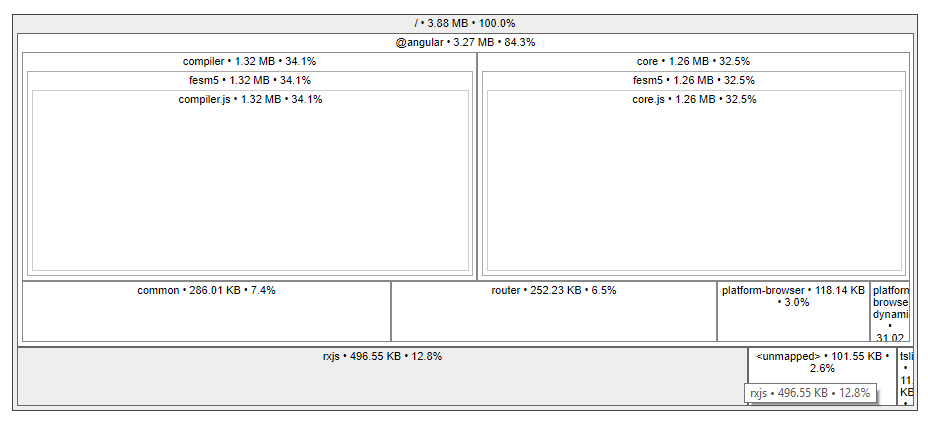 / • 3.88 MB • 100.0%
@angular • 3.27 MB • 84.3%
compiler • 1.32 MB • 34.1%
fesm5 • 1.32 MB • 34.1%
compiler.js • 1.32 MB • 34.1%
core • 1.26 MB • 32.5%
fesm5 • 1.26 MB • 32.5%
core.js • 1.26 MB • 32.5%
common • 286.01 KB • 7.4%
router • 252.23 KB • 6.5%
platform-browser • 118.14 KB
• 3.0%
platform
browse
dynami
•
31.02
rxjs • 496.55 KB • 12.8%
<unmapped> • 101.55 KB •
2.6%
tsli
•
11.
KB
•
rxjs • 496.55 KB • 12.8%